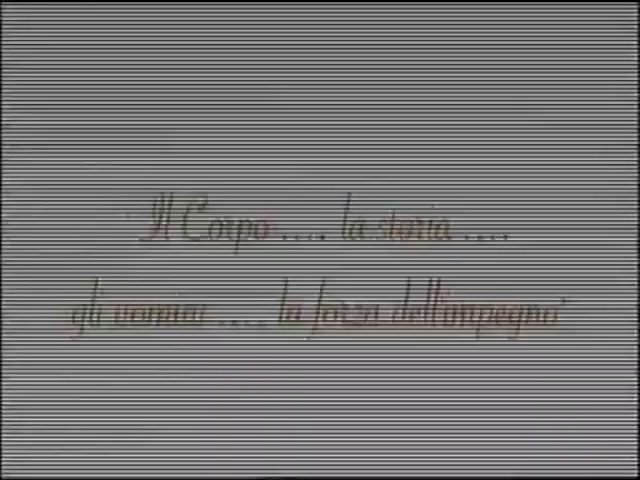 "Il Corpo.... la storia ....
gli uomini .... la forza dell'impegno"